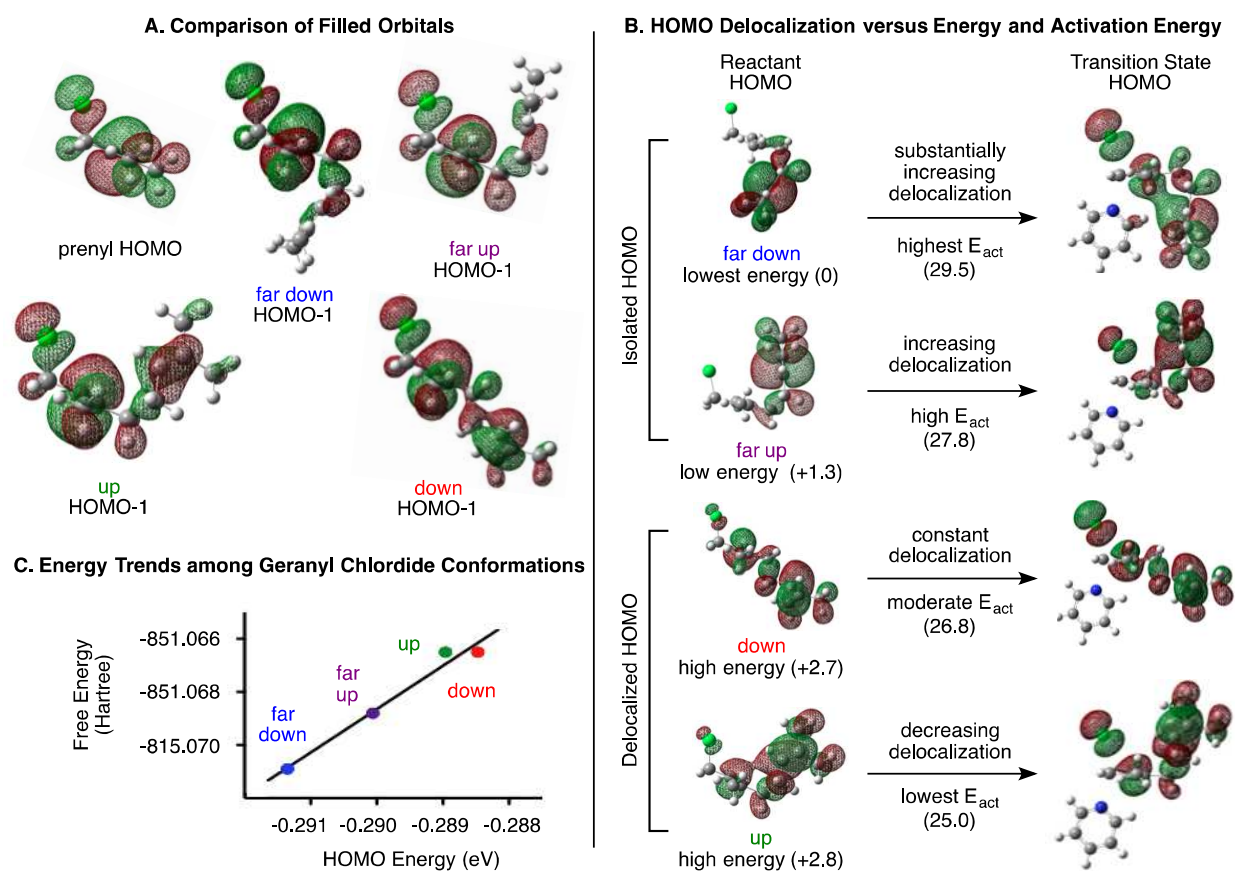 A. Comparison of Filled Orbitals
prenyl HOMO
far down
HOMO-1
far up
HOMO-1
up
HOMO-1
down
HOMO-1
C. Energy Trends among Geranyl Chlordide Conformations
Free Energy
(Hartree)
-851.066
-851.068
-815.070
far
down
far
up
up
down
-0.291 -0.290 -0.289 -0.288
HOMO Energy (eV)
B. HOMO Delocalization versus Energy and Activation Energy
Reactant
HOMO
Transition State
HOMO
Isolated HOMO
far down
lowest energy (0)
substantially
increasing
delocalization
highest Eact
(29.5)
far up
low energy (+1.3)
increasing
delocalization
high Eact
(27.8)
Delocalized HOMO
down
high energy (+2.7)
constant
delocalization
moderate Eact
(26.8)
up
high energy (+2.8)
decreasing
delocalization
lowest Eact
(25.0)